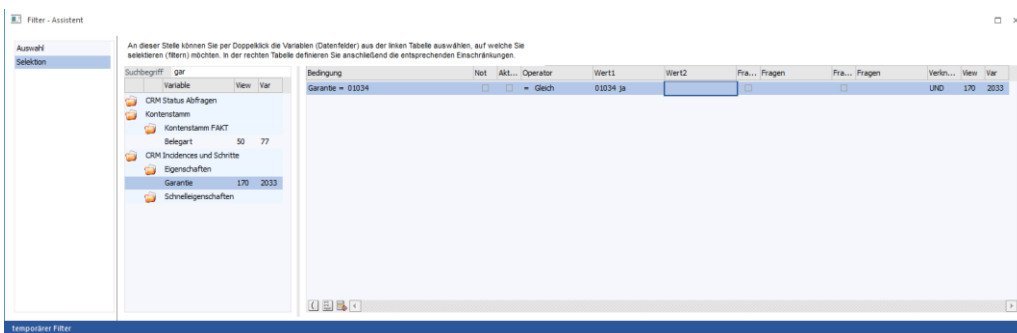 Filter - Assistent
Auswahl
Selektion
An dieser Stelle können Sie per Doppelklick die Variablen (Datenfelder) aus der linken Tabelle auswählen, auf welche Sie
selektieren (filtern) möchten. In der rechten Tabelle definieren Sie anschließend die entsprechenden Einschränkungen.
Suchbegriff gar
Variable View Var
CRM Status Abfragen
Kontenstamm
Kontenstamm FAKT
Belegart 50 77
CRM Incidences und Schritte
Eigenschaften
Garantie 170 2033
Schnelleigenschaften
Bedingung Not Akt... Operator Wert1 Wert2 Fra... Fragen Fra... Fragen Verkn... View Var
Garantie = 01034 = Gleich 01034 ja UND 170 2033
temporärer Filter